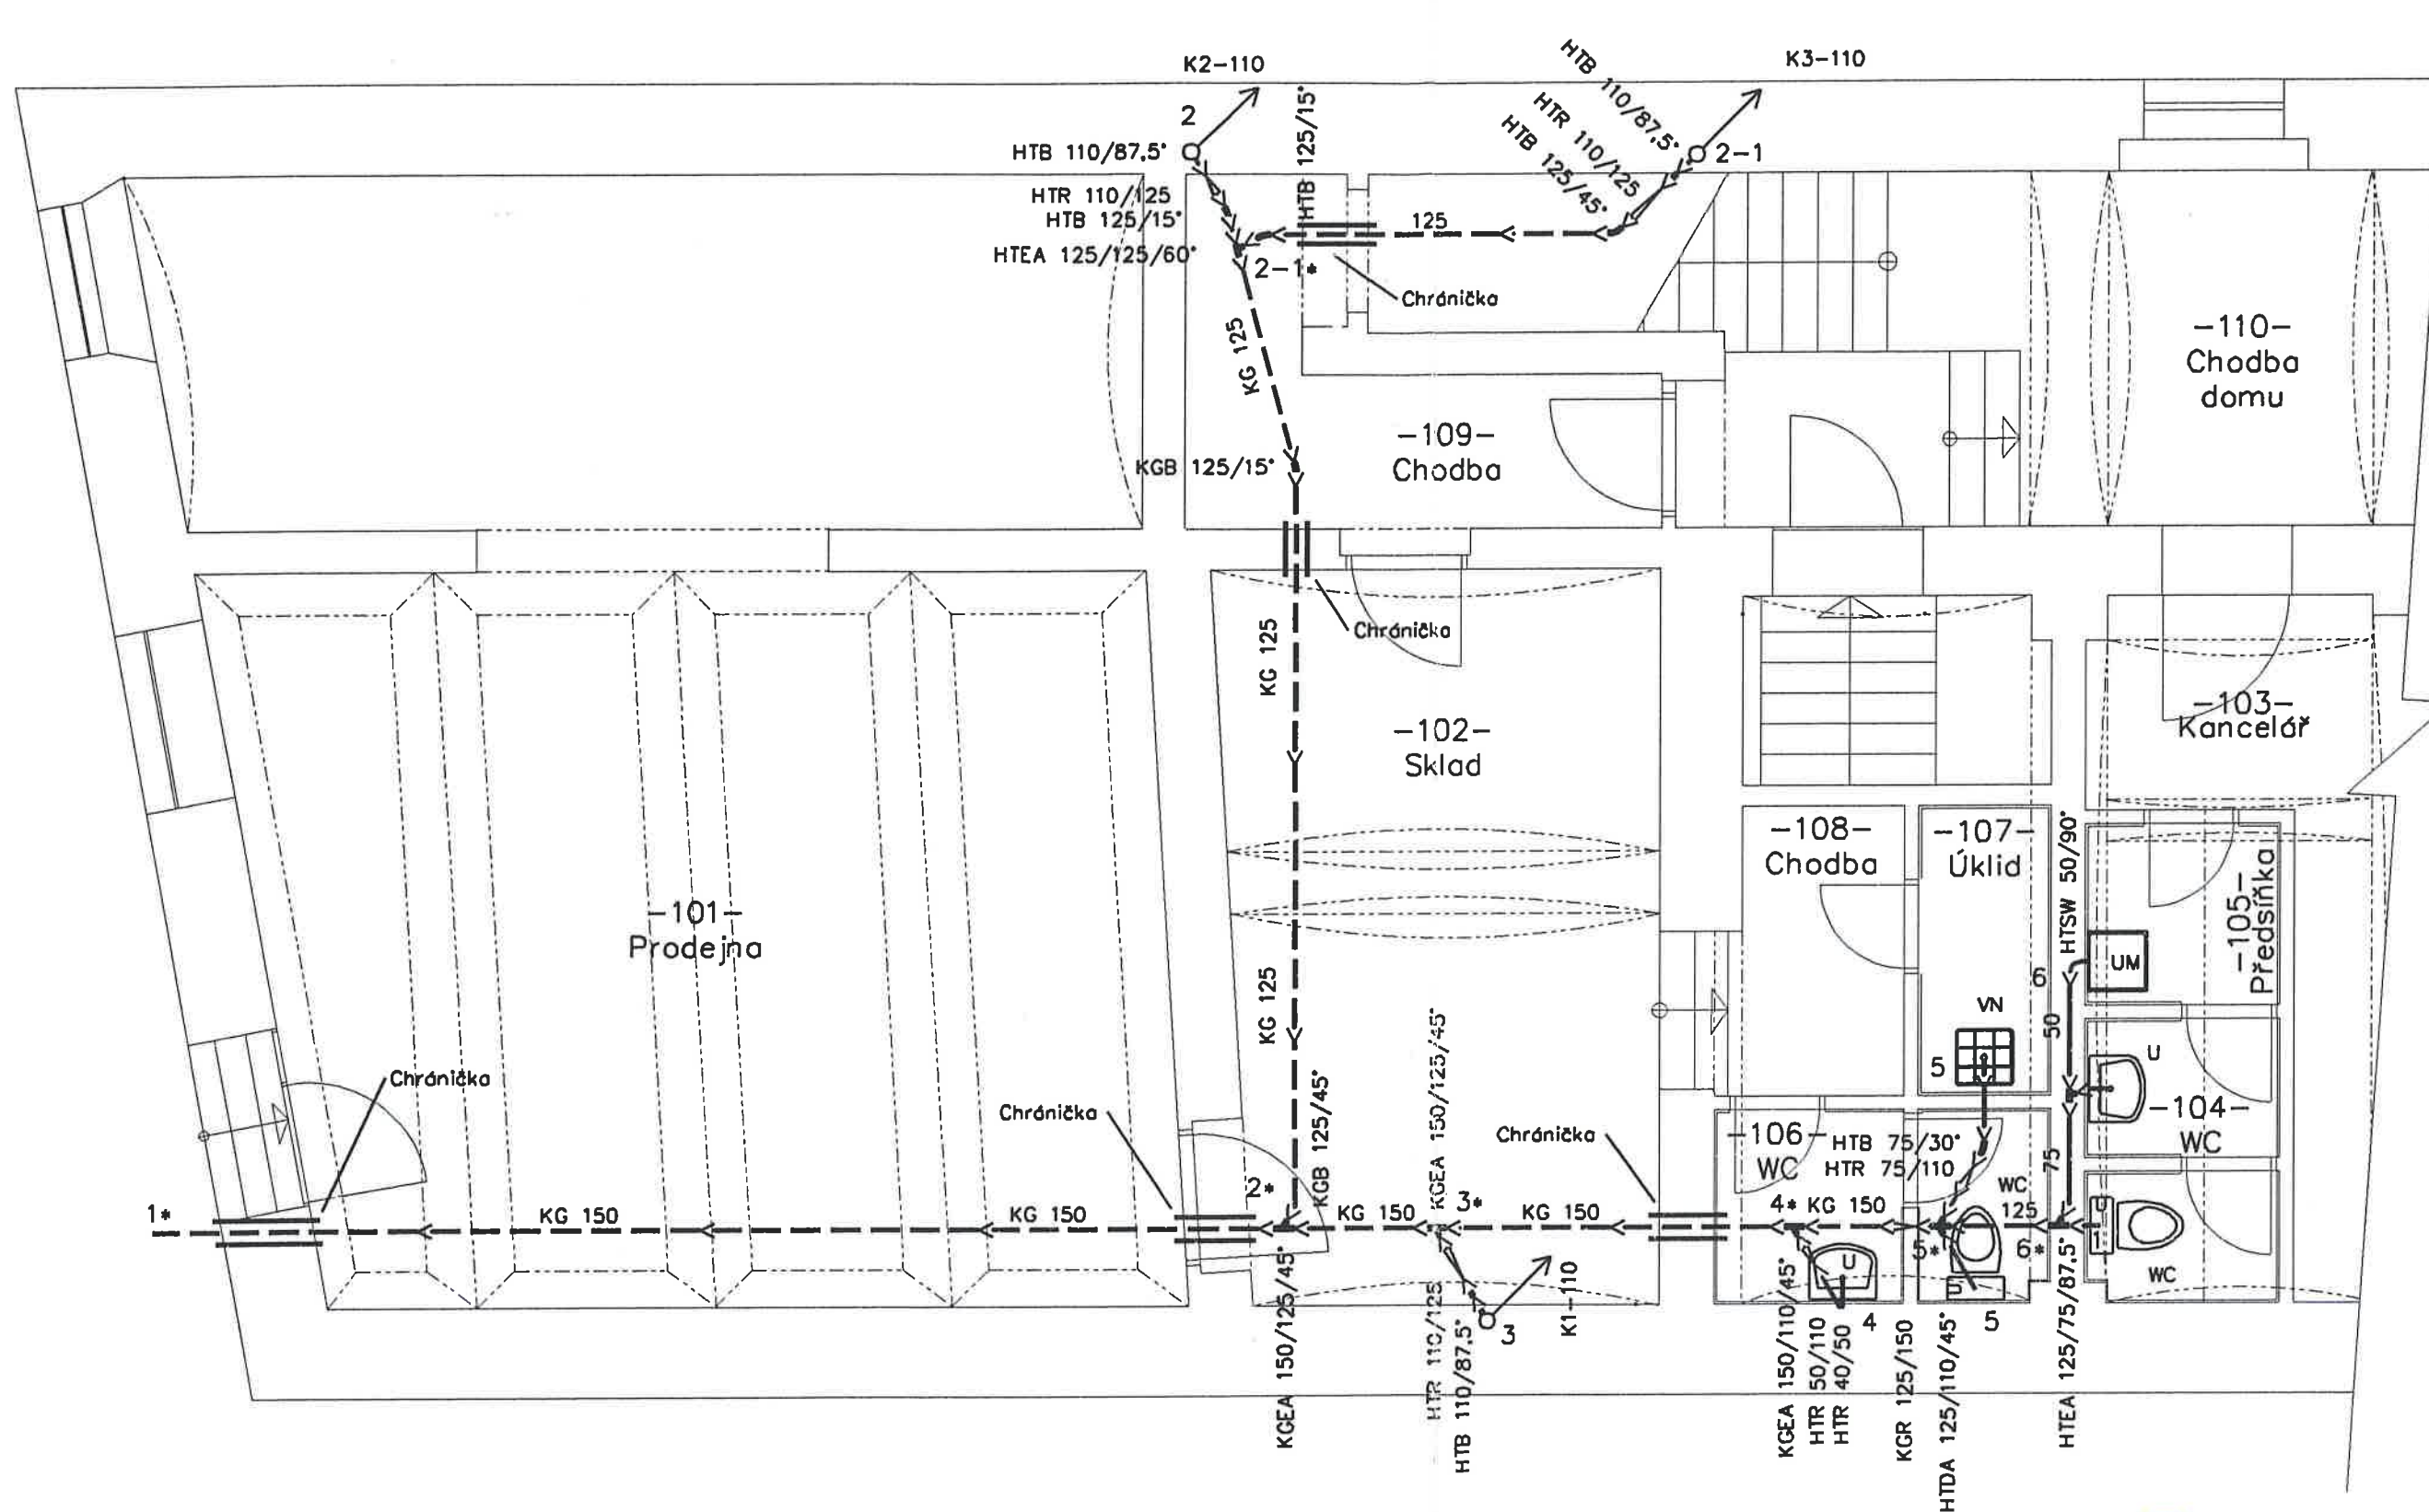 K2-110
K3-110
HTB 110/87,5°
HTR 110/125
HTB 125/45°
2
2-1
HTB 110/87,5°
HTR 110/125
HTB 125/15°
HTEA 125/125/60°
HTB 125/15°
125
2-1*
Chránička
KG 125
-110-
Chodba
domu
-109-
Chodba
KGB 125/15°
Chránička
KG 125
-102-
Sklad
-103-
Kancelář
-108-
Chodba
-107-
Úklid
HTSW 50/90°
-105-
Předsíňka
-101-
Prodejna
UM
6
VN
5
50
U
KG 125
KGEA 150/125/45°
Chránička
Chránička
Chránička
KGB 125/45°
-104-
WC
-106-
WC
HTB 75/30°
HTR 75/110
75
WC
1*
KG 150
KG 150
2*
KG 150
3*
KG 150
4*
KG 150
5*
125
6*
U
1
WC
U
U
4
5
3
K1-110
KGEA 150/125/45°
HTR 110/125
HTB 110/87,5°
KGEA 150/110/45°
HTR 50/110
HTR 40/50
KGR 125/150
HTDA 125/110/45°
HTEA 125/75/87,5°